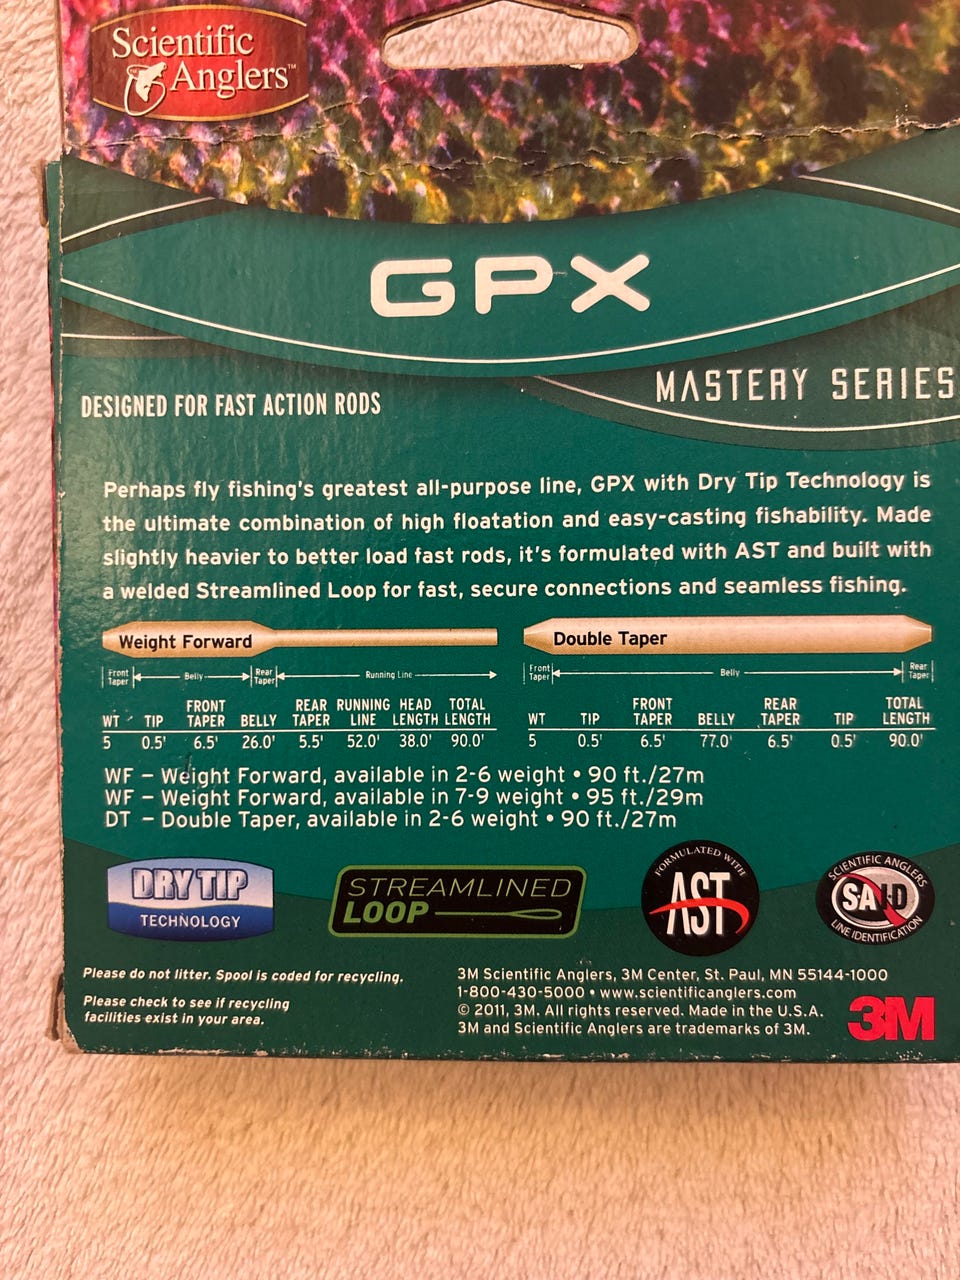 Scientific
Anglers™
GPX
MASTERY SERIES
DESIGNED FOR FAST ACTION RODS
Perhaps fly fishing's greatest all-purpose line, GPX with Dry Tip Technology is
the ultimate combination of high floatation and easy-casting fishability. Made
slightly heavier to better load fast rods, it's formulated with AST and built with
a welded Streamlined Loop for fast, secure connections and seamless fishing.
Weight Forward
Front Taper Belly Rear Taper Running Line
WT TIP FRONT TAPER BELLY REAR TAPER RUNNING LINE HEAD LENGTH TOTAL LENGTH
5 0.5' 6.5' 26.0' 5.5' 52.0' 38.0' 90.0'
Double Taper
Front Taper Belly Rear Taper
WT TIP FRONT TAPER BELLY REAR TAPER TIP TOTAL LENGTH
5 0.5' 6.5' 77.0' 6.5' 0.5' 90.0'
WF – Weight Forward, available in 2-6 weight • 90 ft./27m
WF – Weight Forward, available in 7-9 weight • 95 ft./29m
DT – Double Taper, available in 2-6 weight • 90 ft./27m
DRY TIP
TECHNOLOGY
STREAMLINED
LOOP
FORMULATED WITH
AST
SCIENTIFIC ANGLERS
SA ID
LINE IDENTIFICATION
Please do not litter. Spool is coded for recycling.
Please check to see if recycling
facilities exist in your area.
3M Scientific Anglers, 3M Center, St. Paul, MN 55144-1000
1-800-430-5000 • www.scientificanglers.com
© 2011, 3M. All rights reserved. Made in the U.S.A.
3M and Scientific Anglers are trademarks of 3M.
3M